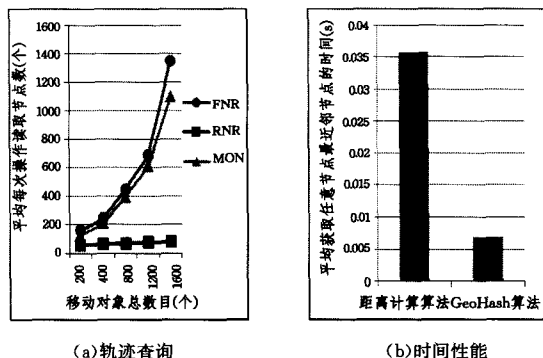 平均每次操作读取节点数(个)
1600
1400
1200
1000
800
600
400
200
0
200
400
800
1200
1600
移动对象总数目(个)
FNR
RNR
MON
(a)轨迹查询
平均获取任意节点最近邻节点的时间(s)
0.04
0.035
0.03
0.025
0.02
0.015
0.01
0.005
0
距离计算算法GeoHash算法
(b)时间性能